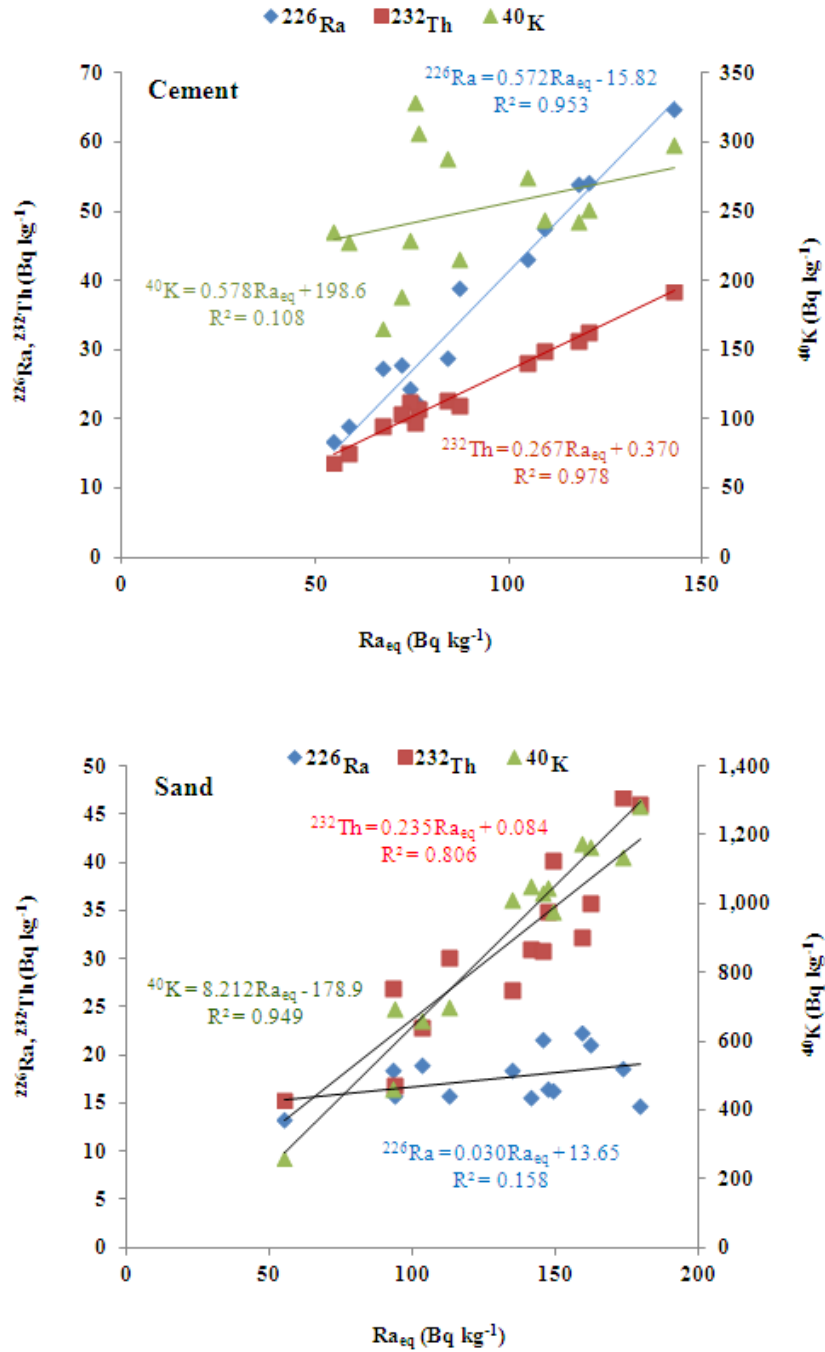 ²²⁶Ra ²³²Th ⁴⁰K
Cement
70
60
50
40
30
20
10
0
350
300
250
200
150
100
50
0
²²⁶Ra=0.572Raeq-15.82
R²= 0.953
⁴⁰K=0.578Raeq+198.6
R²= 0.108
²³²Th=0.267Raeq+0.370
R²= 0.978
²²⁶Ra, ²³²Th (Bq kg⁻¹)
⁴⁰K (Bq kg⁻¹)
0 50 100 150
Raeq (Bq kg⁻¹)
²²⁶Ra ²³²Th ⁴⁰K
Sand
50
45
40
35
30
25
20
15
10
5
0
1,400
1,200
1,000
800
600
400
200
0
²³²Th=0.235Raeq+0.084
R²= 0.806
⁴⁰K=8.212Raeq-178.9
R²= 0.949
²²⁶Ra=0.030Raeq+13.65
R²= 0.158
²²⁶Ra, ²³²Th (Bq kg⁻¹)
⁴⁰K (Bq kg⁻¹)
0 50 100 150 200
Raeq (Bq kg⁻¹)